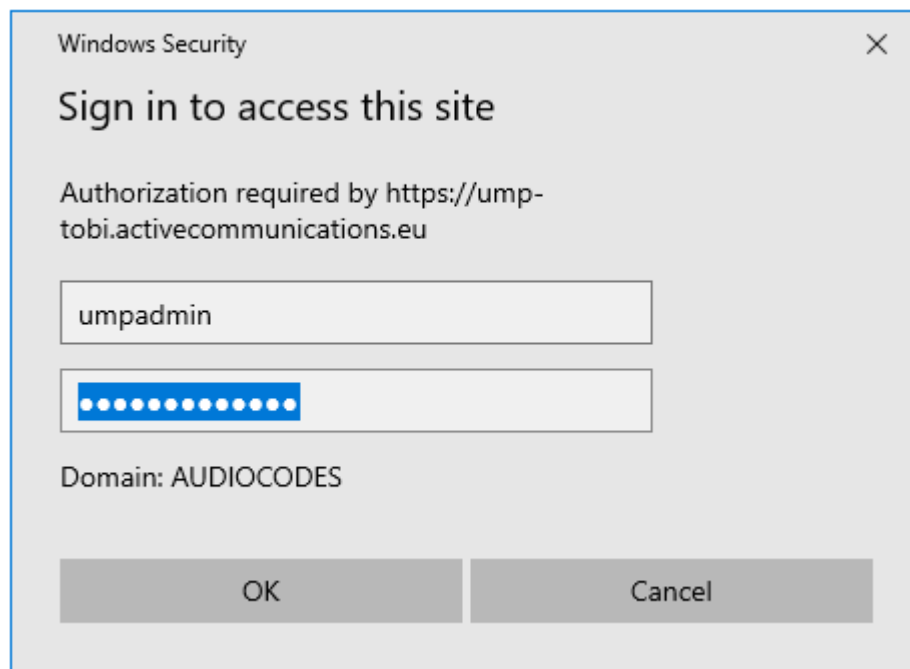 Windows Security
Sign in to access this site
Authorization required by https://ump-
tobi.activecommunications.eu
umpadmin
●●●●●●●●●●●●●
Domain: AUDIOCODES
OK
Cancel